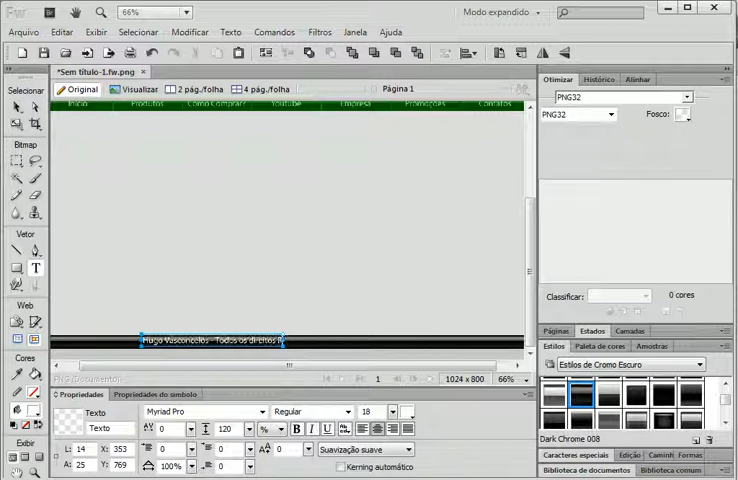 Fw Br 66% Modo expandido
Arquivo Editar Exibir Selecionar Modificar Texto Comandos Filtros Janela Ajuda
*Sem título-1.fw.png
Original Visualizar 2 pág./folha 4 pág./folha Página 1
Selecionar
Bitmap
Vetor
T
Web
Cores
Exibir
Início Produtos Como Comprar? Youtube Empresa Promoções Contatos
Hugo Vasconcelos - Todos os direitos R
PNG (Documento) 1 1024 x 800 66%
Propriedades Propriedades do símbolo
Texto Myriad Pro Regular 18
Texto 0 120 % B I U
L: 14 X: 353 0 0 0 Suavização suave
A: 25 Y: 769 100% 0 Kerning automático
Otimizar Histórico Alinhar
PNG32
PNG32 Fosco:
Classificar: 0 cores
Páginas Estados Camadas
Estilos Paleta de cores Amostras
Estilos de Cromo Escuro
Dark Chrome 008
Caracteres especiais Edição Caminh Formas
Biblioteca de documentos Biblioteca comum